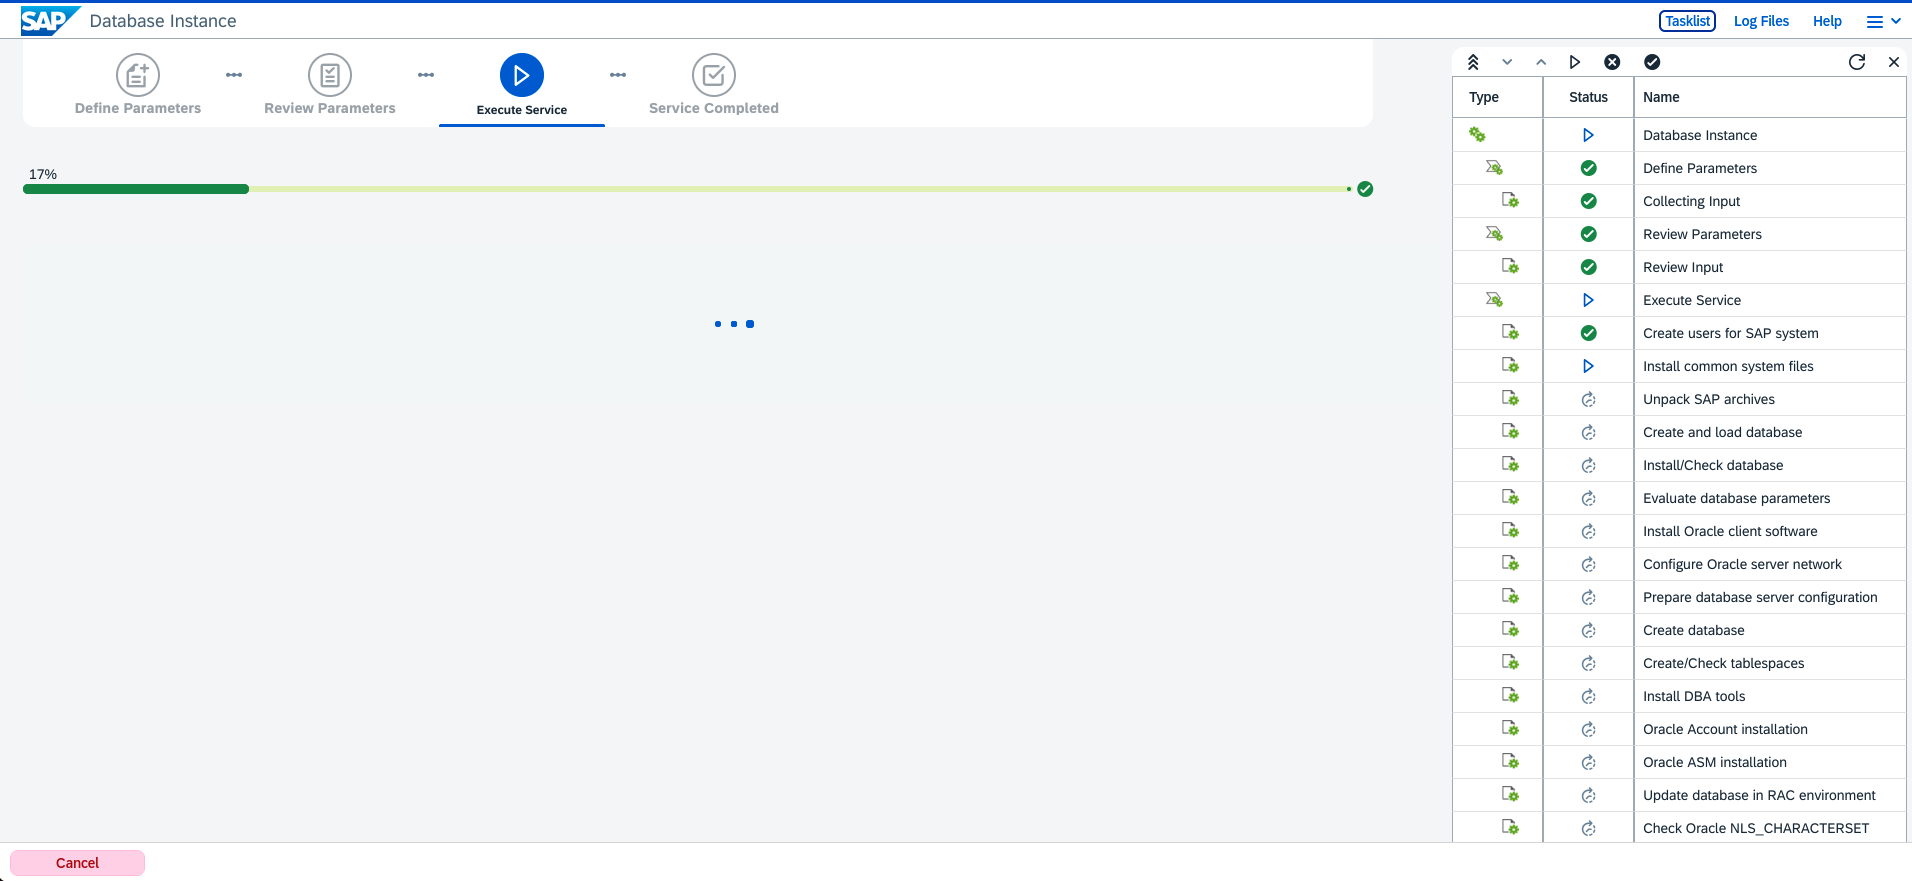 SAP Database Instance
Tasklist Log Files Help
Define Parameters
Review Parameters
Execute Service
Service Completed
17%
Type Status Name
Database Instance
Define Parameters
Collecting Input
Review Parameters
Review Input
Execute Service
Create users for SAP system
Install common system files
Unpack SAP archives
Create and load database
Install/Check database
Evaluate database parameters
Install Oracle client software
Configure Oracle server network
Prepare database server configuration
Create database
Create/Check tablespaces
Install DBA tools
Oracle Account installation
Oracle ASM installation
Update database in RAC environment
Check Oracle NLS_CHARACTERSET
Cancel